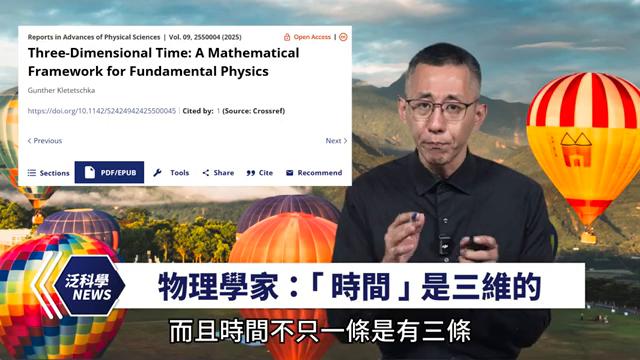 Reports in Advances of Physical Sciences | Vol. 09, 2550004 (2025)
Open Access |
Three-Dimensional Time: A Mathematical
Framework for Fundamental Physics
Gunther Kletetschka
https://doi.org/10.1142/S2424942425500045 | Cited by: 1 (Source: Crossref)
Previous
Next
Sections
PDF/EPUB
Tools
Share
Cite
Recommend
泛科學
NEWS
物理學家：「時間」是三維的
而且時間不只一條是有三條